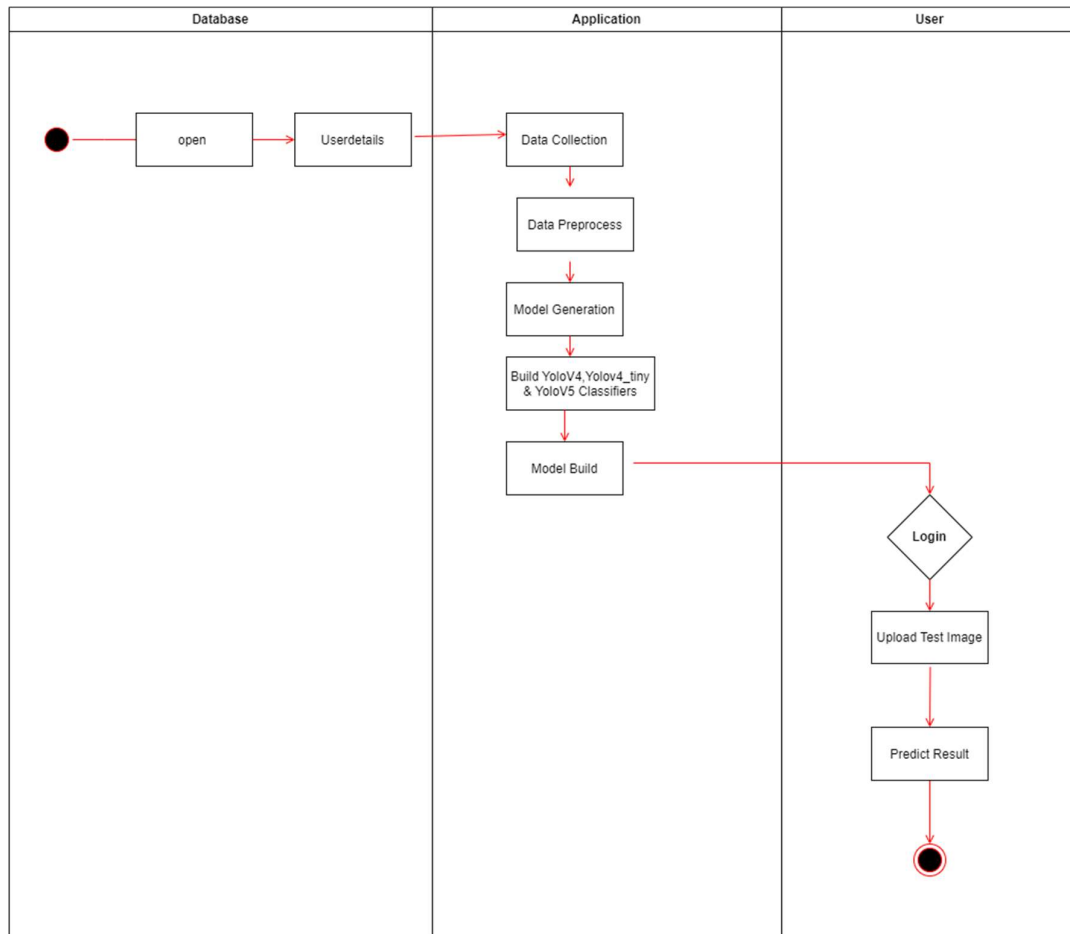 Database
Application
User
open
Userdetails
Data Collection
Data Preprocess
Model Generation
Build YoloV4,Yolov4_tiny
& YoloV5 Classifiers
Model Build
Login
Upload Test Image
Predict Result